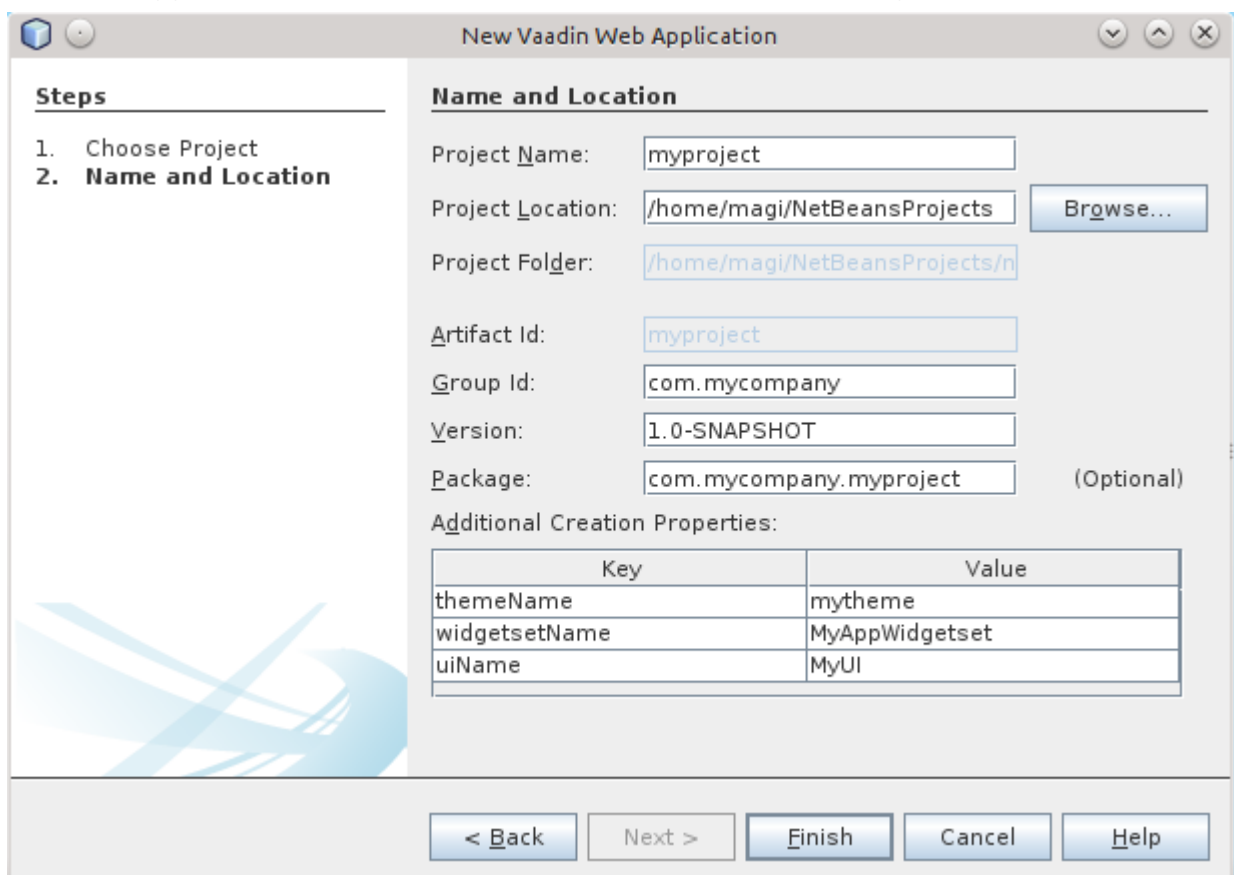 New Vaadin Web Application
Steps
1. Choose Project
2. Name and Location
Name and Location
Project Name: myproject
Project Location: /home/magi/NetBeansProjects Browse...
Project Folder: /home/magi/NetBeansProjects/n
Artifact Id: myproject
Group Id: com.mycompany
Version: 1.0-SNAPSHOT
Package: com.mycompany.myproject (Optional)
Additional Creation Properties:
Key Value
themeName mytheme
widgetsetName MyAppWidgetset
uiName MyUI
< Back Next > Finish Cancel Help